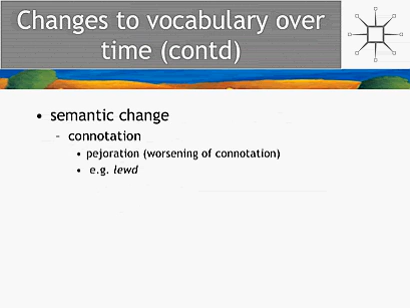 Changes to vocabulary over
time (contd)
• semantic change
- connotation
• pejoration (worsening of connotation)
• e.g. lewd